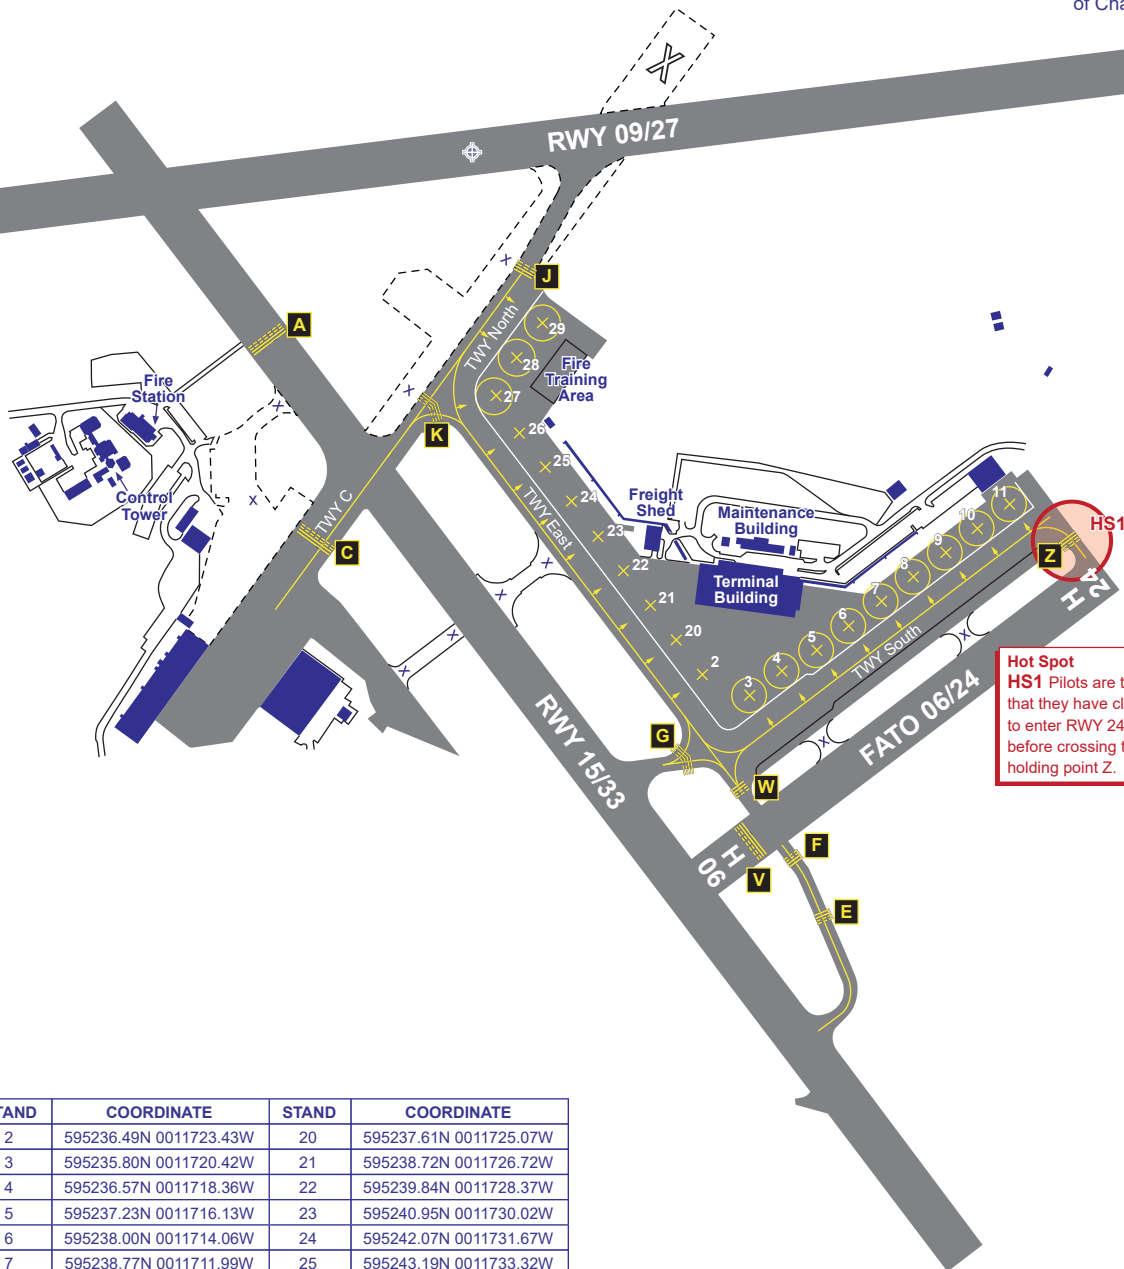 of Cha
X
RWY 09/27
J
A
TWY North
29
28
27
Fire
Training
Area
Fire
Station
K
26
25
24
23
22
21
20
2
TWY East
Control
Tower
TWY C
C
Freight
Shed
Maintenance
Building
Terminal
Building
11
10
9
8
7
6
5
4
3
HS1
Z
24
H
TWY South
Hot Spot
HS1 Pilots are t
that they have cl
to enter RWY 24
before crossing t
holding point Z.
RWY 15/33
FATO 06/24
G
W
H
06
V
F
E
TAND COORDINATE STAND COORDINATE
2 595236.49N 0011723.43W 20 595237.61N 0011725.07W
3 595235.80N 0011720.42W 21 595238.72N 0011726.72W
4 595236.57N 0011718.36W 22 595239.84N 0011728.37W
5 595237.23N 0011716.13W 23 595240.95N 0011730.02W
6 595238.00N 0011714.06W 24 595242.07N 0011731.67W
7 595238.77N 0011711.99W 25 595243.19N 0011733.32W